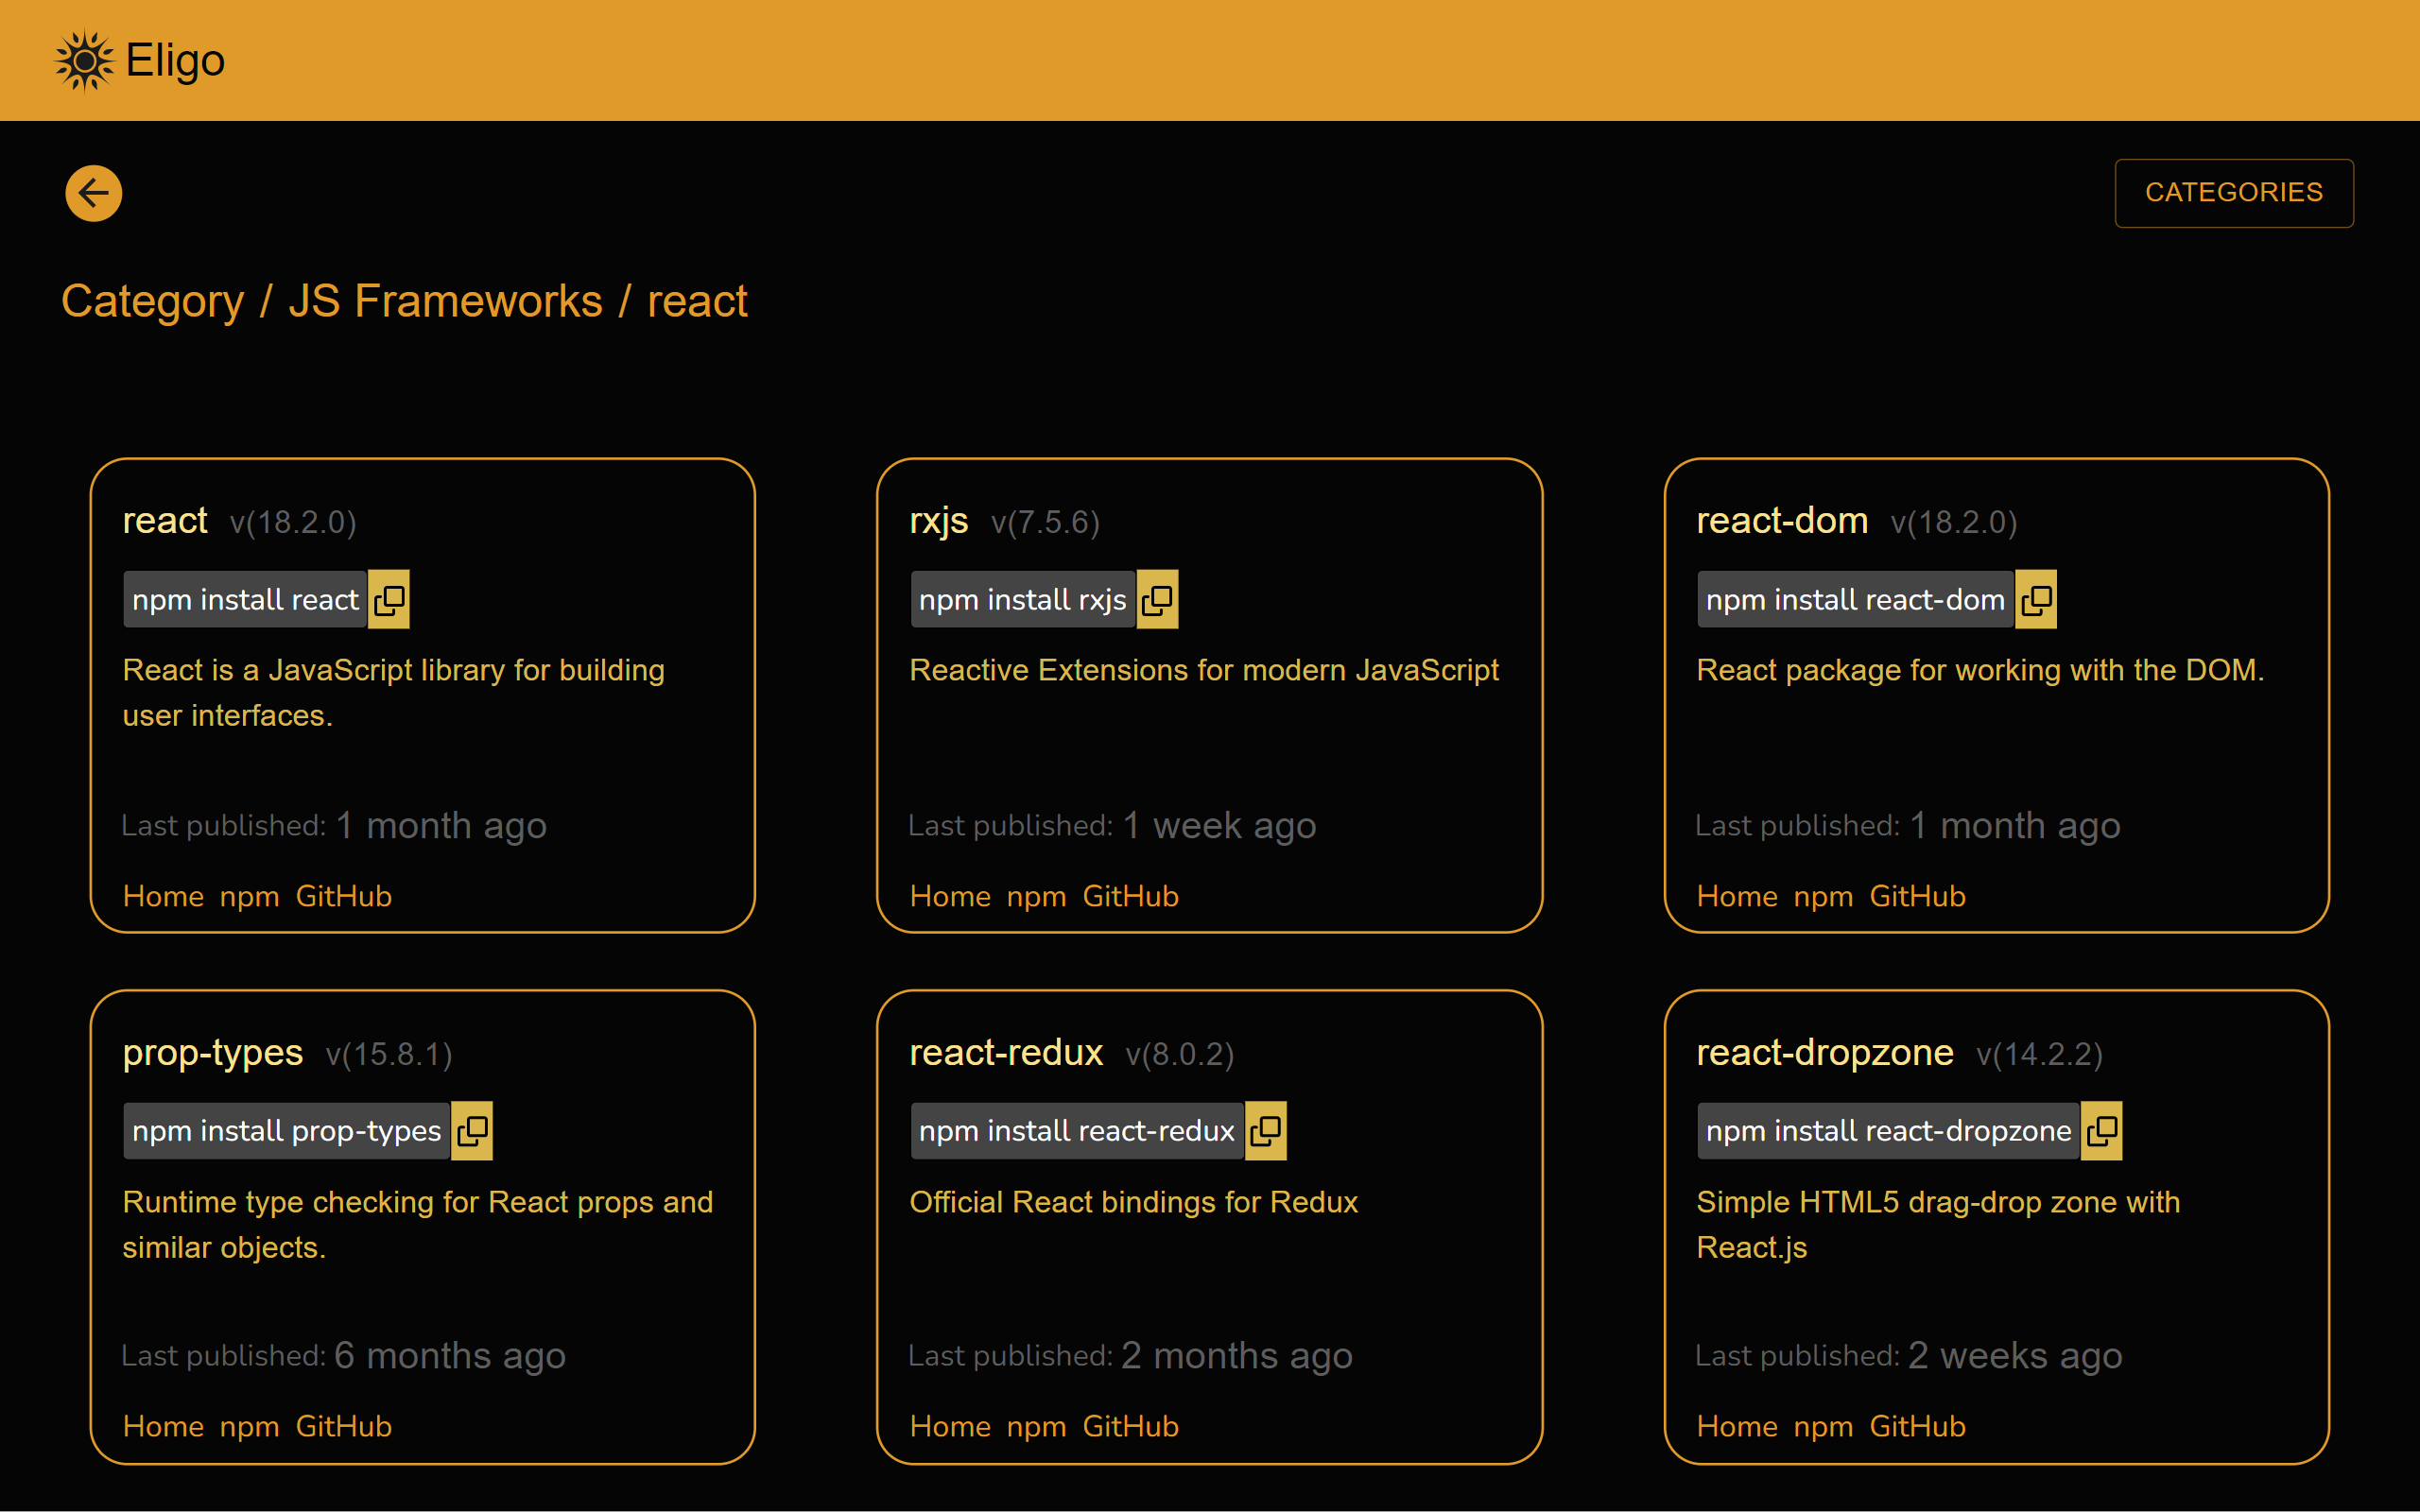 Eligo
CATEGORIES
Category / JS Frameworks / react
react v(18.2.0)
npm install react
React is a JavaScript library for building
user interfaces.
Last published: 1 month ago
Home npm GitHub
rxjs v(7.5.6)
npm install rxjs
Reactive Extensions for modern JavaScript
Last published: 1 week ago
Home npm GitHub
react-dom v(18.2.0)
npm install react-dom
React package for working with the DOM.
Last published: 1 month ago
Home npm GitHub
prop-types v(15.8.1)
npm install prop-types
Runtime type checking for React props and
similar objects.
Last published: 6 months ago
Home npm GitHub
react-redux v(8.0.2)
npm install react-redux
Official React bindings for Redux
Last published: 2 months ago
Home npm GitHub
react-dropzone v(14.2.2)
npm install react-dropzone
Simple HTML5 drag-drop zone with
React.js
Last published: 2 weeks ago
Home npm GitHub